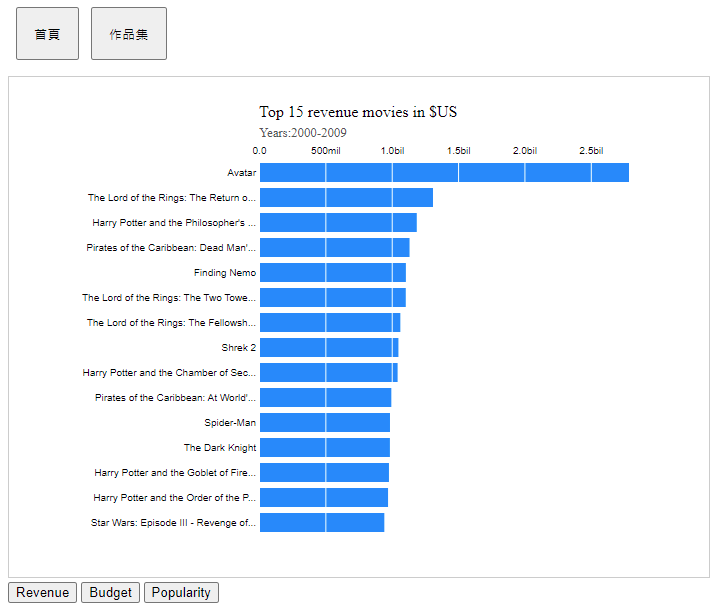 首頁 作品集
Top 15 revenue movies in $US
Years:2000-2009
0.0 500mil 1.0bil 1.5bil 2.0bil 2.5bil
Avatar
The Lord of the Rings: The Return o...
Harry Potter and the Philosopher's ...
Pirates of the Caribbean: Dead Man'...
Finding Nemo
The Lord of the Rings: The Two Towe...
The Lord of the Rings: The Fellowsh...
Shrek 2
Harry Potter and the Chamber of Sec...
Pirates of the Caribbean: At World'...
Spider-Man
The Dark Knight
Harry Potter and the Goblet of Fire...
Harry Potter and the Order of the P...
Star Wars: Episode III - Revenge of...
Revenue Budget Popularity